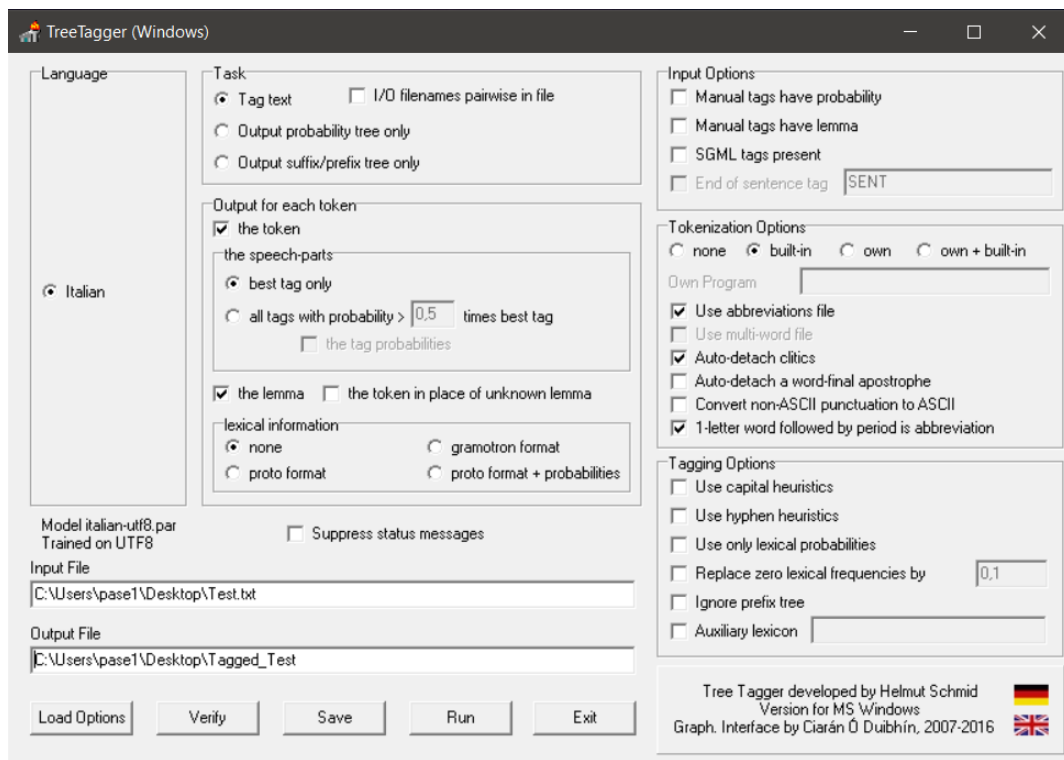 TreeTagger (Windows)
Language
Italian
Model italian-utf8.par
Trained on UTF8
Task
Tag text
I/O filenames pairwise in file
Output probability tree only
Output suffix/prefix tree only
Output for each token
the token
the speech-parts
best tag only
all tags with probability > 0,5 times best tag
the tag probabilities
the lemma
the token in place of unknown lemma
lexical information
none
gramotron format
proto format
proto format + probabilities
Suppress status messages
Input File
C:\Users\pase1\Desktop\Test.txt
Output File
C:\Users\pase1\Desktop\Tagged_Test
Load Options
Verify
Save
Run
Exit
Input Options
Manual tags have probability
Manual tags have lemma
SGML tags present
End of sentence tag SENT
Tokenization Options
none built-in own own + built-in
Own Program
Use abbreviations file
Use multi-word file
Auto-detach clitics
Auto-detach a word-final apostrophe
Convert non-ASCII punctuation to ASCII
1-letter word followed by period is abbreviation
Tagging Options
Use capital heuristics
Use hyphen heuristics
Use only lexical probabilities
Replace zero lexical frequencies by 0,1
Ignore prefix tree
Auxiliary lexicon
Tree Tagger developed by Helmut Schmid
Version for MS Windows
Graph. Interface by Ciarán Ó Duibhín, 2007-2016